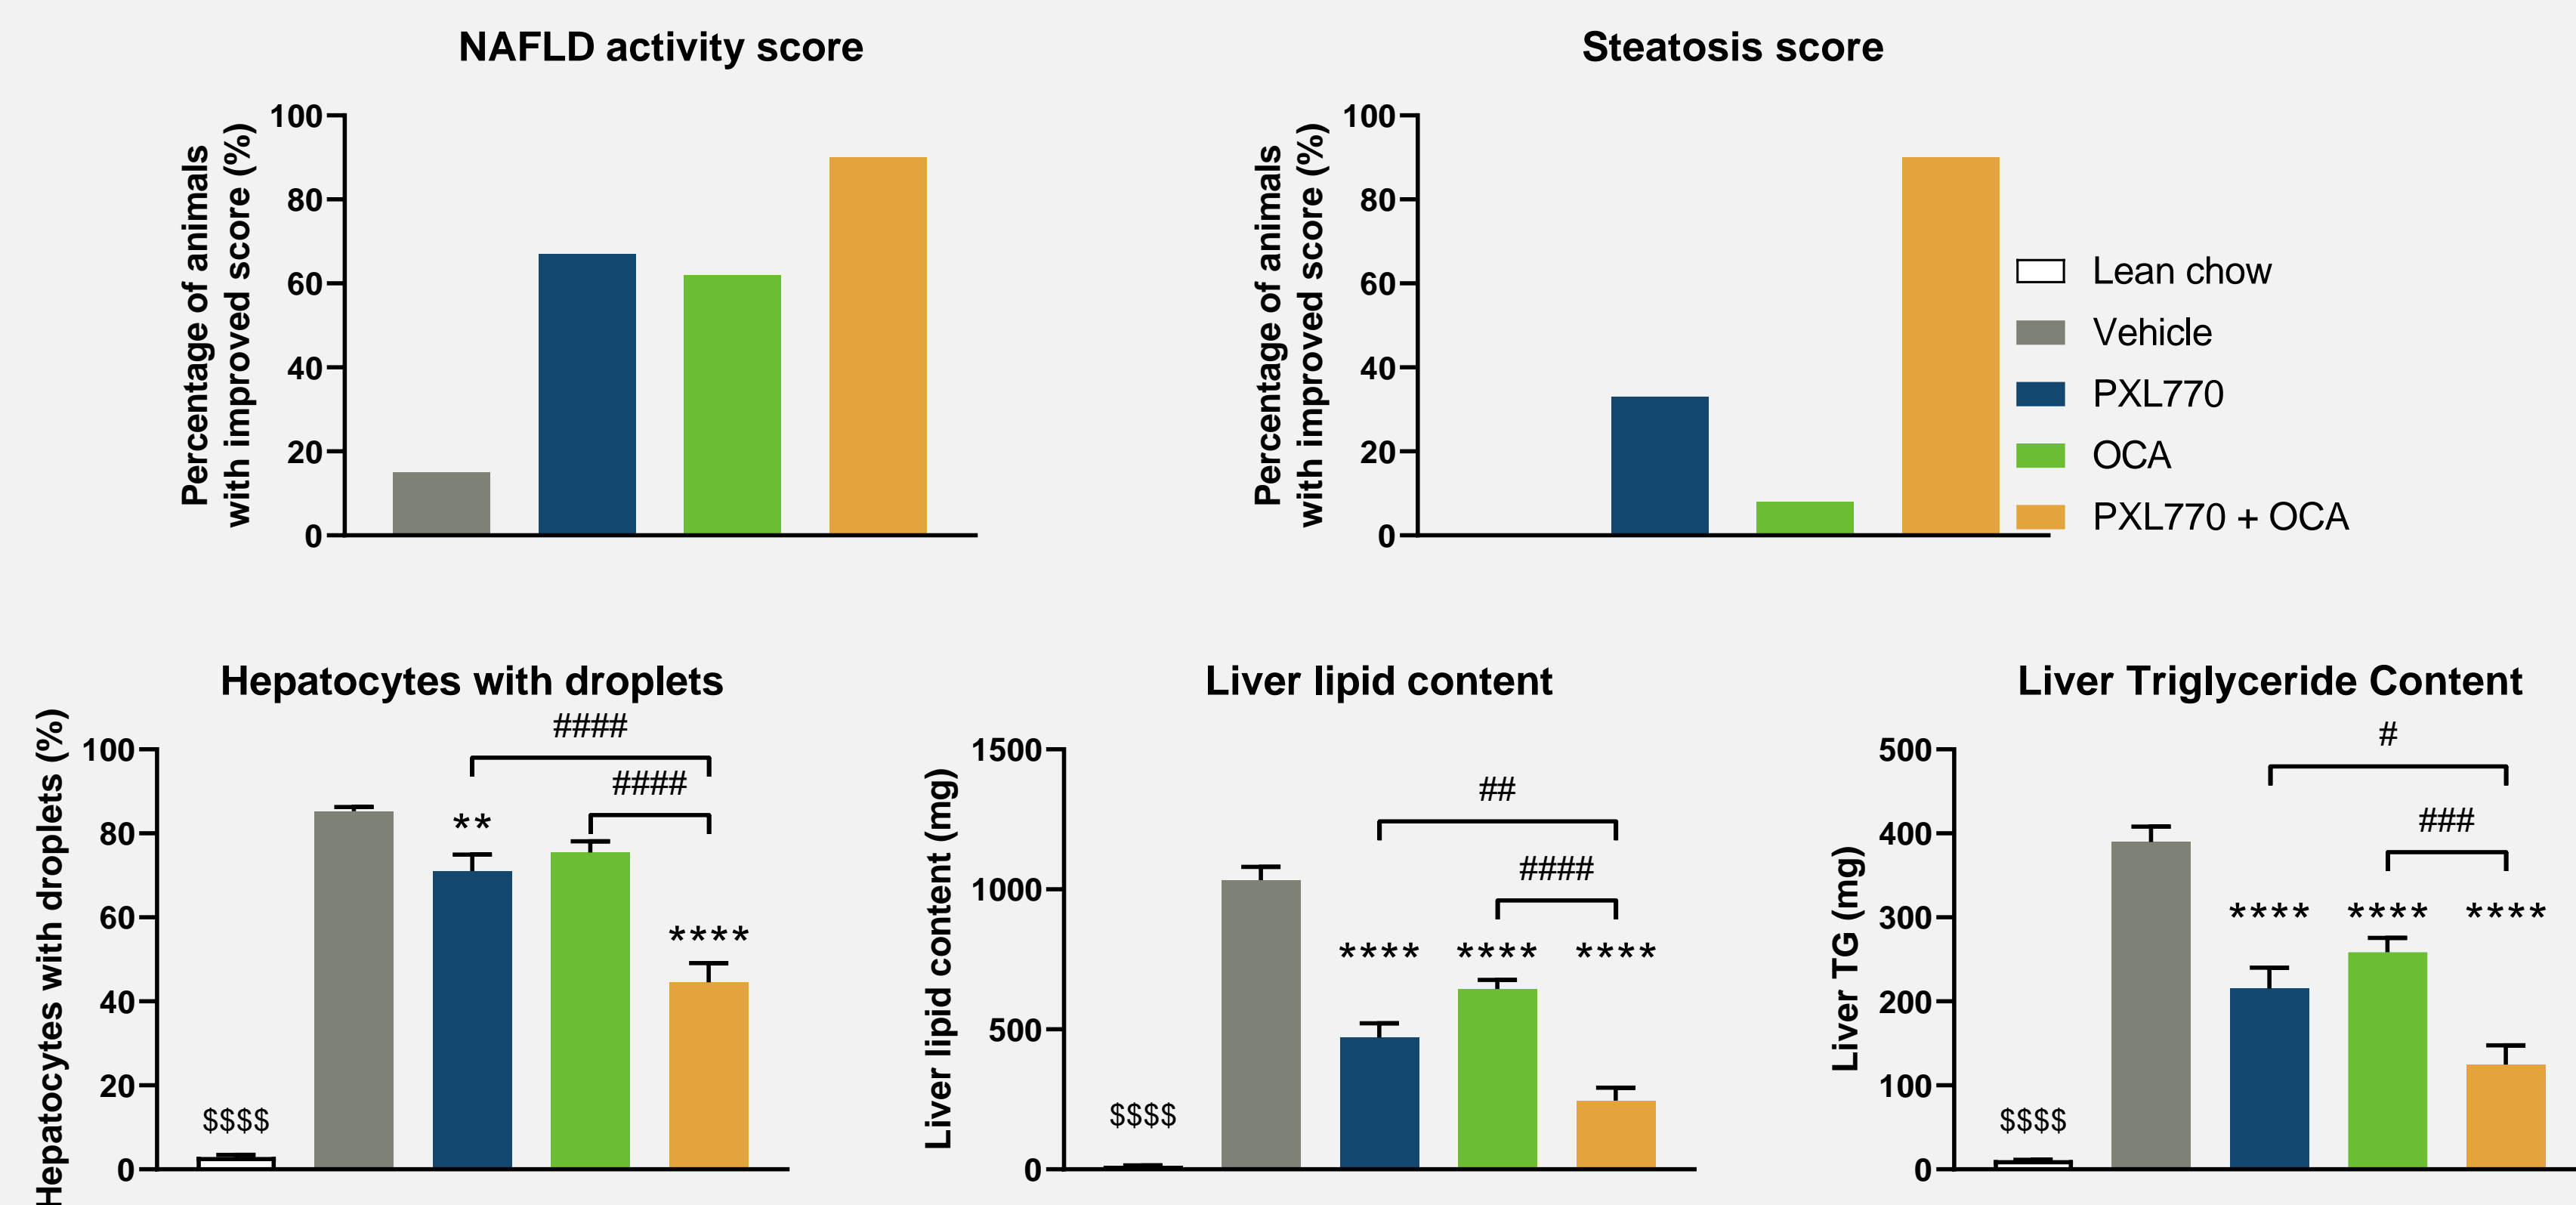 NAFLD activity score
Percentage of animals
with improved score (%)
100
80
60
40
20
0
Steatosis score
Percentage of animals
with improved score (%)
100
80
60
40
20
0
Lean chow
Vehicle
PXL770
OCA
PXL770 + OCA
Hepatocytes with droplets
Hepatocytes with droplets (%)
100
80
60
40
20
0
####
####
**
****
$$$$
Liver lipid content
Liver lipid content (mg)
1500
1000
500
0
##
####
**** **** ****
$$$$
Liver Triglyceride Content
Liver TG (mg)
500
400
300
200
100
0
#
###
**** **** ****
$$$$